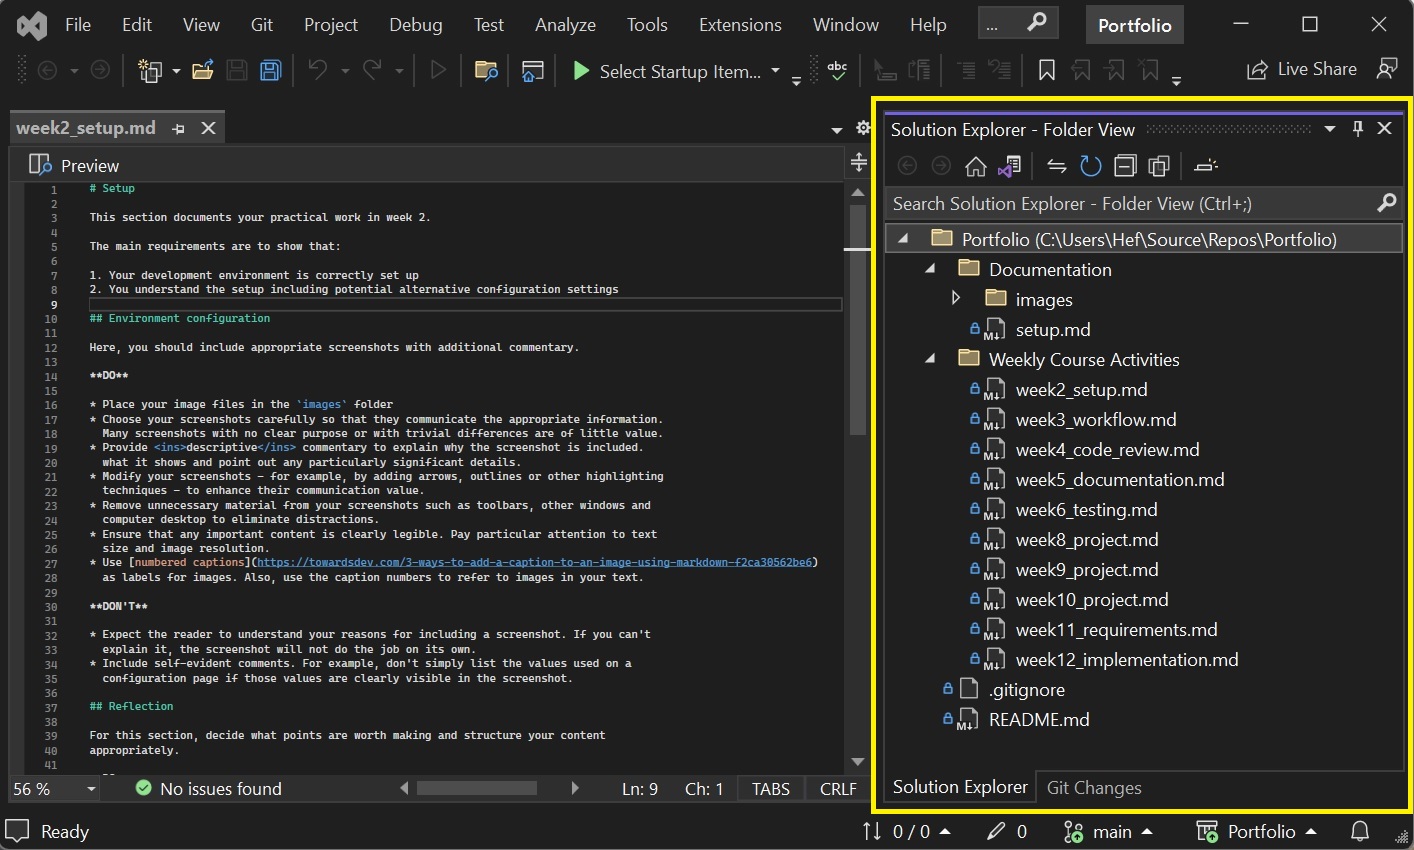 File Edit View Git Project Debug Test Analyze Tools Extensions Window Help ... Portfolio
Select Startup Item... abc Live Share
week2_setup.md
Preview
1 # Setup
2
3 This section documents your practical work in week 2.
4
5 The main requirements are to show that:
6
7 1. Your development environment is correctly set up
8 2. You understand the setup including potential alternative configuration settings
9
10 ## Environment configuration
11
12 Here, you should include appropriate screenshots with additional commentary.
13
14 **DO**
15
16 * Place your image files in the `images` folder
17 * Choose your screenshots carefully so that they communicate the appropriate information.
18 Many screenshots with no clear purpose or with trivial differences are of little value.
19 * Provide <ins>descriptive</ins> commentary to explain why the screenshot is included.
20 what it shows and point out any particularly significant details.
21 * Modify your screenshots - for example, by adding arrows, outlines or other highlighting
22 techniques - to enhance their communication value.
23 * Remove unnecessary material from your screenshots such as toolbars, other windows and
24 computer desktop to eliminate distractions.
25 * Ensure that any important content is clearly legible. Pay particular attention to text
26 size and image resolution.
27 * Use [numbered captions](https://towardsdev.com/3-ways-to-add-a-caption-to-an-image-using-markdown-f2ca30562be6)
28 as labels for images. Also, use the caption numbers to refer to images in your text.
29
30 **DON'T**
31
32 * Expect the reader to understand your reasons for including a screenshot. If you can't
33 explain it, the screenshot will not do the job on its own.
34 * Include self-evident comments. For example, don't simply list the values used on a
35 configuration page if those values are clearly visible in the screenshot.
36
37 ## Reflection
38
39 For this section, decide what points are worth making and structure your content
40 appropriately.
41
56 % No issues found Ln: 9 Ch: 1 TABS CRLF
Solution Explorer - Folder View
Search Solution Explorer - Folder View (Ctrl+;)
Portfolio (C:\Users\Hef\Source\Repos\Portfolio)
Documentation
images
M↓ setup.md
Weekly Course Activities
M↓ week2_setup.md
M↓ week3_workflow.md
M↓ week4_code_review.md
M↓ week5_documentation.md
M↓ week6_testing.md
M↓ week8_project.md
M↓ week9_project.md
M↓ week10_project.md
M↓ week11_requirements.md
M↓ week12_implementation.md
.gitignore
M↓ README.md
Solution Explorer Git Changes
Ready 0 / 0 0 main Portfolio